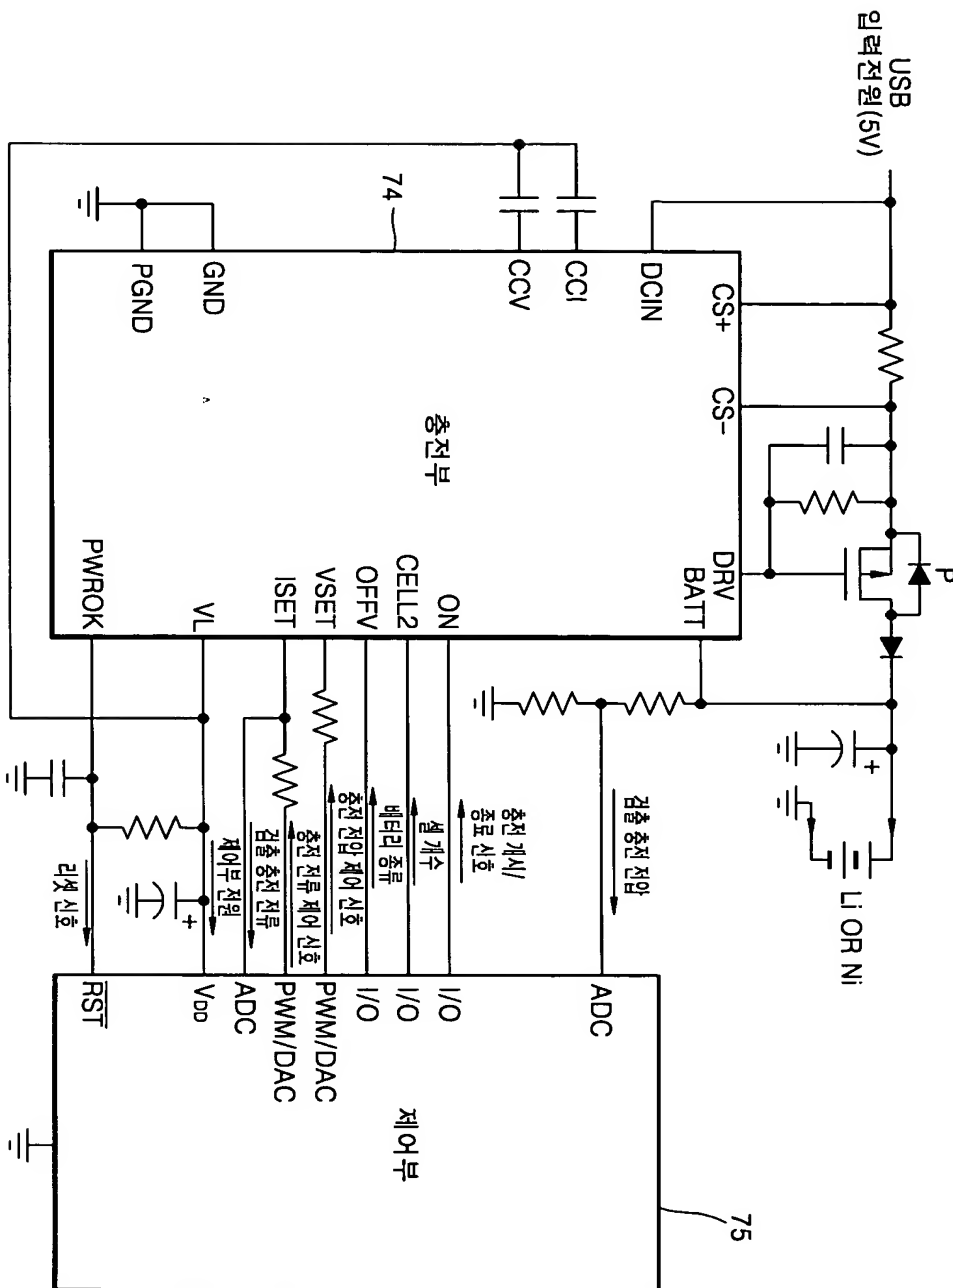 USB
입력전원(5V)
74
PGND
GND
CCV
CCI
DCIN
CS+
CS-
DRV
BATT
P
충전부
PWROK
VL
ISET
VSET
OFFV
CELL2
ON
리셋 신호
제어부 전원
검출 충전 전류
충전 전류 제어 신호
충전 전압 제어 신호
배터리 종류
셀 개수
충전 개시/
종료 신호
검출 충전 전압
+
+
Li OR Ni
RST
VDD
ADC
PWM/DAC
PWM/DAC
I/O
I/O
I/O
ADC
제어부
75